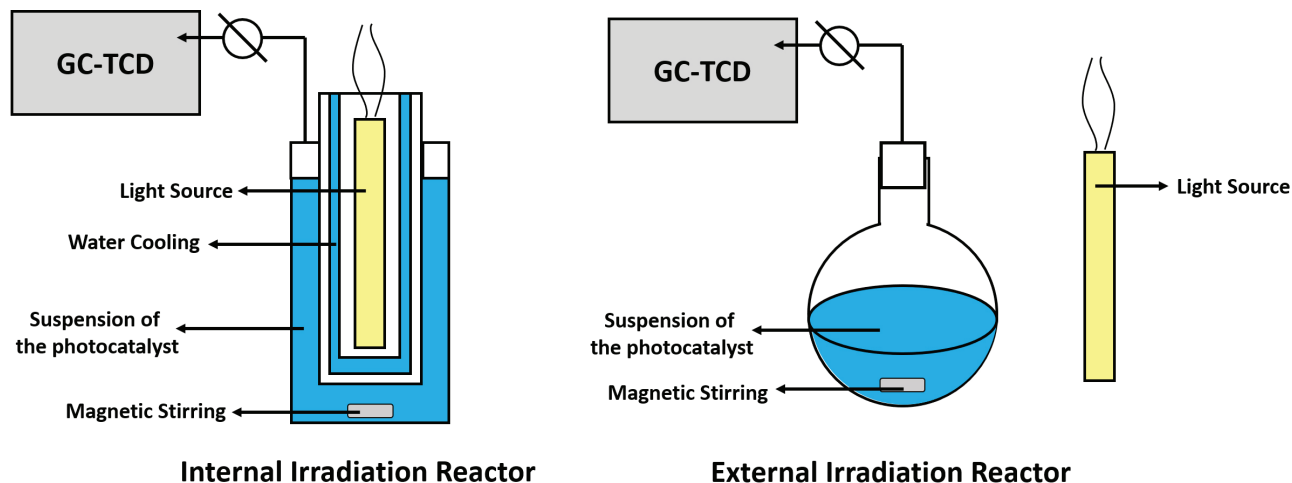 GC-TCD
Light Source
Water Cooling
Suspension of
the photocatalyst
Magnetic Stirring
Internal Irradiation Reactor
GC-TCD
Light Source
Suspension of
the photocatalyst
Magnetic Stirring
External Irradiation Reactor